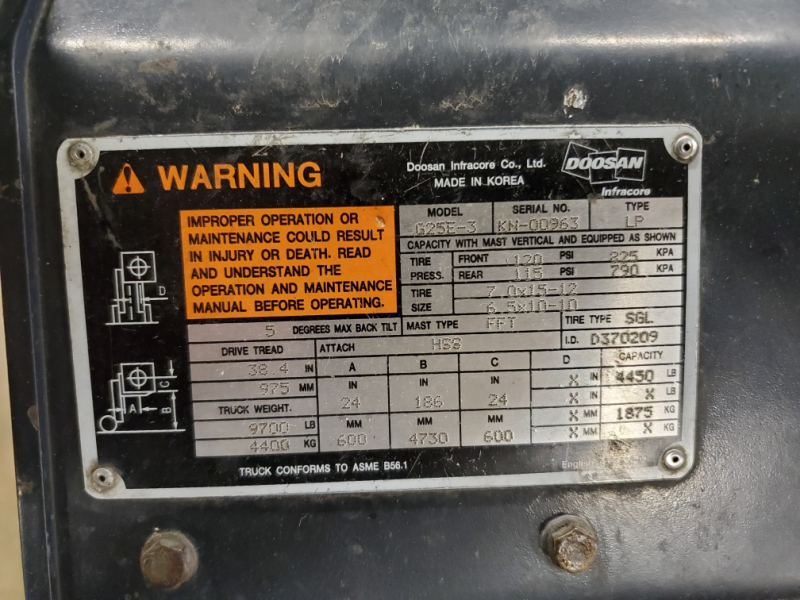 WARNING
Doosan Infracore Co., Ltd.
MADE IN KOREA
DOOSAN
Infracore
IMPROPER OPERATION OR
MAINTENANCE COULD RESULT
IN INJURY OR DEATH. READ
AND UNDERSTAND THE
OPERATION AND MAINTENANCE
MANUAL BEFORE OPERATING.
MODEL SERIAL NO. TYPE
G25E-3 KN-00963 LP
CAPACITY WITH MAST VERTICAL AND EQUIPPED AS SHOWN
TIRE PRESS. FRONT 120 PSI 825 KPA
REAR 115 PSI 790 KPA
TIRE SIZE 7.0x15-12
6.5x10-10
5 DEGREES MAX BACK TILT MAST TYPE FFT TIRE TYPE SGL
DRIVE TREAD ATTACH HSS I.D. D370209
38.4 IN A B C D CAPACITY
975 MM IN IN IN X IN 4450 LB
TRUCK WEIGHT. 24 186 24 X X LB
9700 LB MM MM MM X MM 1875 KG
4400 KG 600 4730 600 X MM X KG
TRUCK CONFORMS TO ASME B56.1
English
D
C
A
B